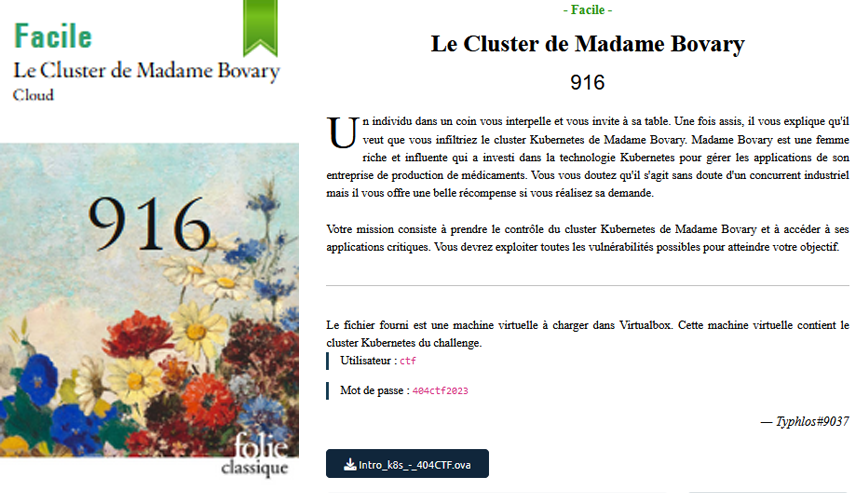 Facile
Le Cluster de Madame Bovary
Cloud
916
folie
classique
- Facile -
Le Cluster de Madame Bovary
916
Un individu dans un coin vous interpelle et vous invite à sa table. Une fois assis, il vous explique qu'il
veut que vous infiltriez le cluster Kubernetes de Madame Bovary. Madame Bovary est une femme
riche et influente qui a investi dans la technologie Kubernetes pour gérer les applications de son
entreprise de production de médicaments. Vous vous doutez qu'il s'agit sans doute d'un concurrent industriel
mais il vous offre une belle récompense si vous réalisez sa demande.
Votre mission consiste à prendre le contrôle du cluster Kubernetes de Madame Bovary et à accéder à ses
applications critiques. Vous devrez exploiter toutes les vulnérabilités possibles pour atteindre votre objectif.
Le fichier fourni est une machine virtuelle à charger dans Virtualbox. Cette machine virtuelle contient le
cluster Kubernetes du challenge.
Utilisateur : ctf
Mot de passe : 404ctf2023
— Typhlos#9037
Intro_k8s_-_404CTF.ova